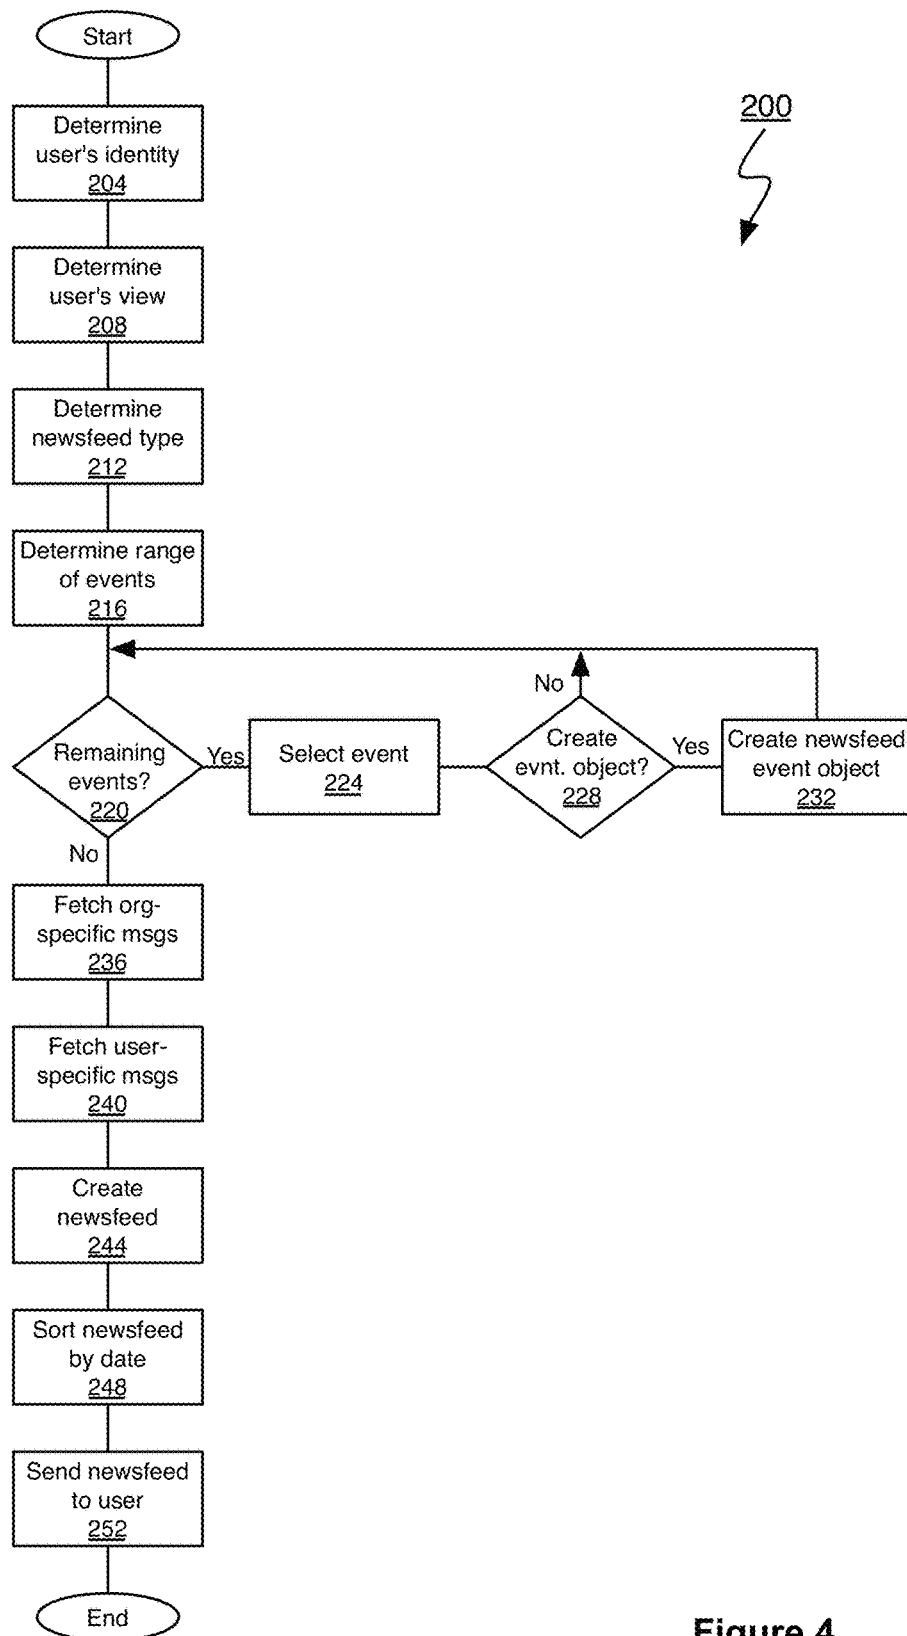 Start
200
Determine
user's identity
204
Determine
user's view
208
Determine
newsfeed type
212
Determine range
of events
216
No
Remaining
events?
220
Yes
Select event
224
Create
evnt. object?
228
Yes
Create newsfeed
event object
232
No
Fetch org-
specific msgs
236
Fetch user-
specific msgs
240
Create
newsfeed
244
Sort newsfeed
by date
248
Send newsfeed
to user
252
End
Figure 4